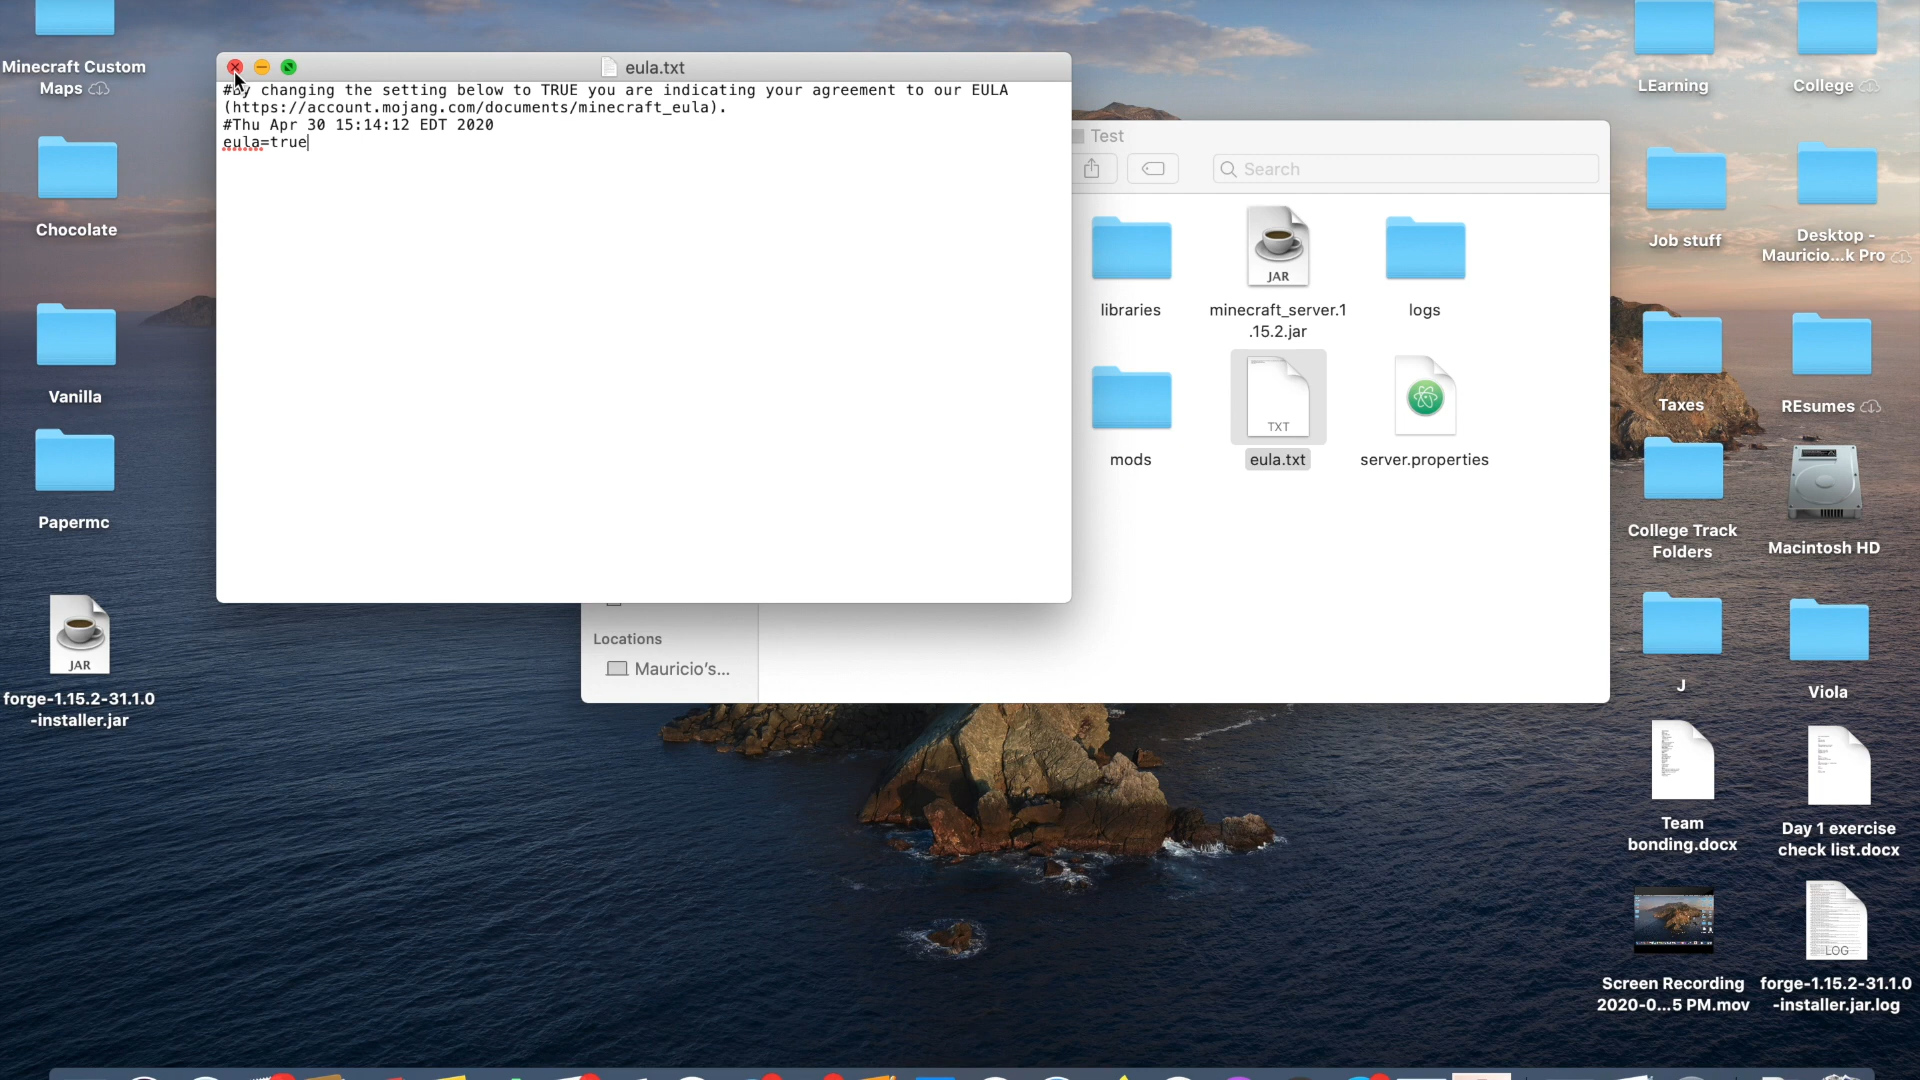 eula.txt
#By changing the setting below to TRUE you are indicating your agreement to our EULA
(https://account.mojang.com/documents/minecraft_eula).
#Thu Apr 30 15:14:12 EDT 2020
eula=true
Test
Search
libraries
JAR
minecraft_server.1
.15.2.jar
logs
mods
TXT
eula.txt
server.properties
Locations
Mauricio's...
Minecraft Custom
Maps
Chocolate
Vanilla
Papermc
JAR
forge-1.15.2-31.1.0
-installer.jar
LEarning
College
Job stuff
Desktop -
Mauricio...k Pro
Taxes
REsumes
College Track
Folders
Macintosh HD
J
Viola
Team
bonding.docx
Day 1 exercise
check list.docx
LOG
Screen Recording
2020-0...5 PM.mov
forge-1.15.2-31.1.0
-installer.jar.log